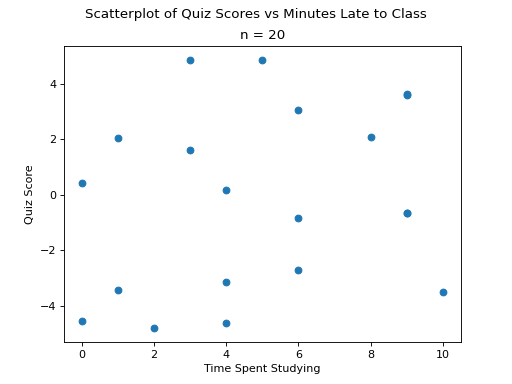 Scatterplot of Quiz Scores vs Minutes Late to Class
n = 20
4
2
0
−2
−4
Quiz Score
0 2 4 6 8 10
Time Spent Studying